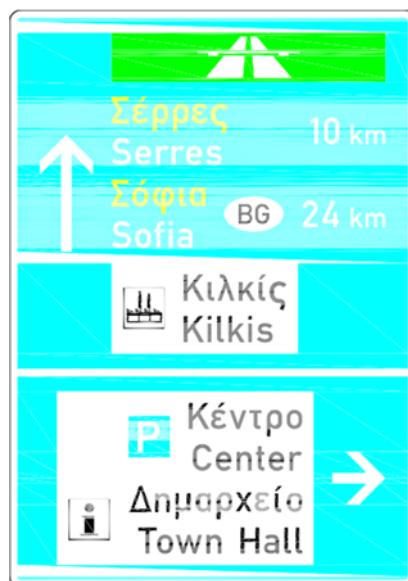 Σέρρες
Serres 10 km
Σόφια
Sofia BG 24 km
Κιλκίς
Kilkis
P Κέντρο
Center
i Δημαρχείο
Town Hall